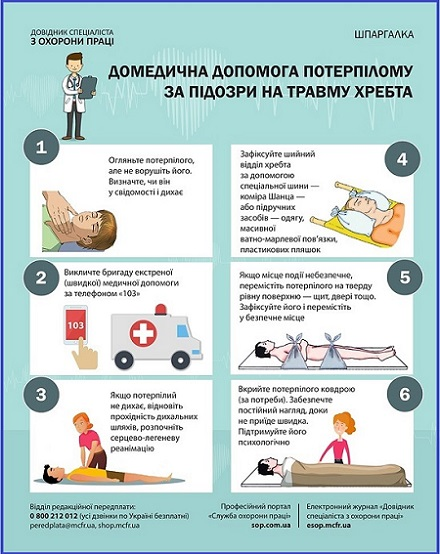 ДОВІДНИК СПЕЦІАЛІСТА
З ОХОРОНИ ПРАЦІ
ШПАРГАЛКА
ДОМЕДИЧНА ДОПОМОГА ПОТЕРПІЛОМУ
ЗА ПІДОЗРИ НА ТРАВМУ ХРЕБТА
1
Огляньте потерпілого,
але не ворушіть його.
Визначте, чи він
у свідомості і дихає
2
Викличте бригаду екстреної
(швидкої) медичної допомоги
за телефоном «103»
103
3
Якщо потерпілий
не дихає, відновіть
прохідність дихальних
шляхів, розпочніть
серцево-легеневу
реанімацію
4
Зафіксуйте шийний
відділ хребта
за допомогою
спеціальної шини —
коміра Шанца —
або підручних
засобів — одягу,
масивної
ватно-марлевої пов'язки,
пластикових пляшок
5
Якщо місце події небезпечне,
перемістіть потерпілого на тверду
рівну поверхню — щит, двері тощо.
Зафіксуйте його і перемістіть
у безпечне місце
6
Вкрийте потерпілого ковдрою
(за потреби). Забезпечте
постійний нагляд, доки
не приїде швидка.
Підтримуйте його
психологічно
Відділ редакційної передплати:
0 800 212 012 (усі дзвінки по Україні безплатні)
peredplata@mcfr.ua, shop.mcfr.ua
Професійний портал
«Служба охорони праці»
sop.com.ua
Електронний журнал «Довідник
спеціаліста з охорони праці»
esop.mcfr.ua